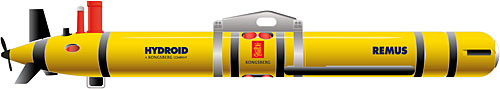 HYDROID
A KONGSBERG COMPANY
KONGSBERG
REMUS